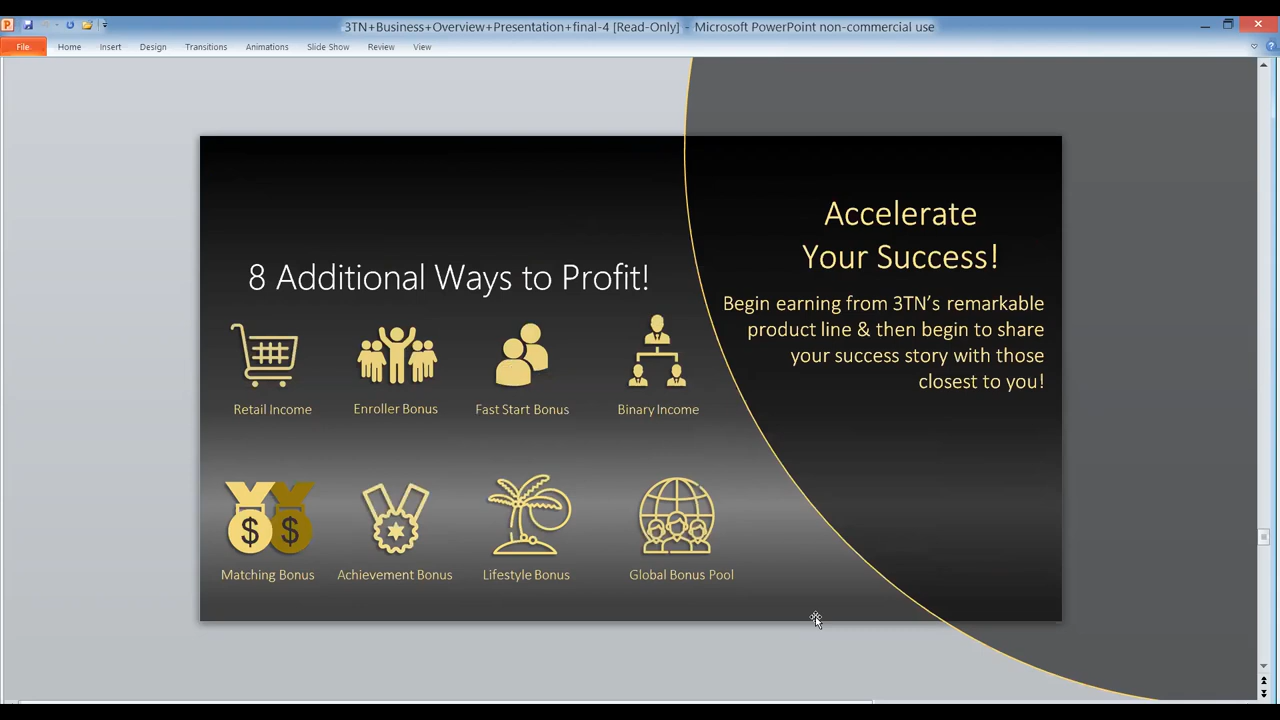 3TN+Business+Overview+Presentation+final-4 [Read-Only] - Microsoft PowerPoint non-commercial use
File Home Insert Design Transitions Animations Slide Show Review View
8 Additional Ways to Profit!
Retail Income
Enroller Bonus
Fast Start Bonus
Binary Income
$ $
Matching Bonus
Achievement Bonus
Lifestyle Bonus
Global Bonus Pool
Accelerate
Your Success!
Begin earning from 3TN’s remarkable
product line & then begin to share
your success story with those
closest to you!